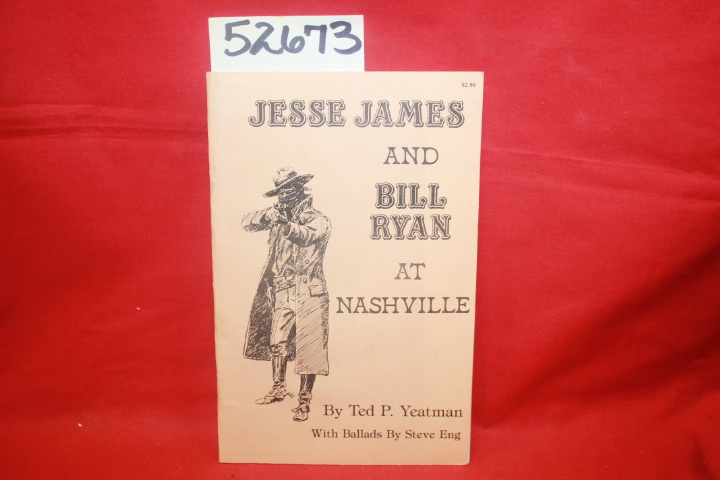 52673
$2.00
JESSE JAMES
AND
BILL
RYAN
AT
NASHVILLE
By Ted P. Yeatman
With Ballads By Steve Eng